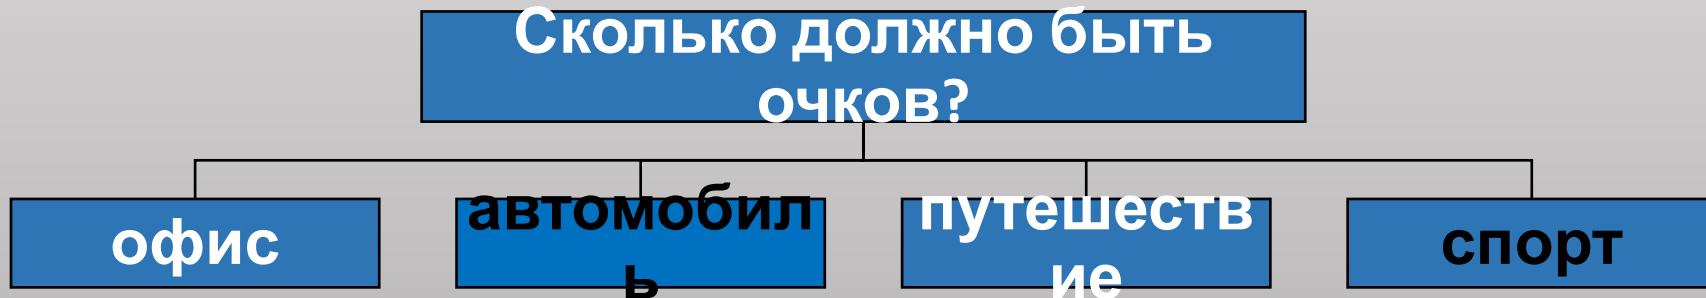 Сколько должно быть
очков?
офис
автомобил
ь
путешеств
ие
спорт